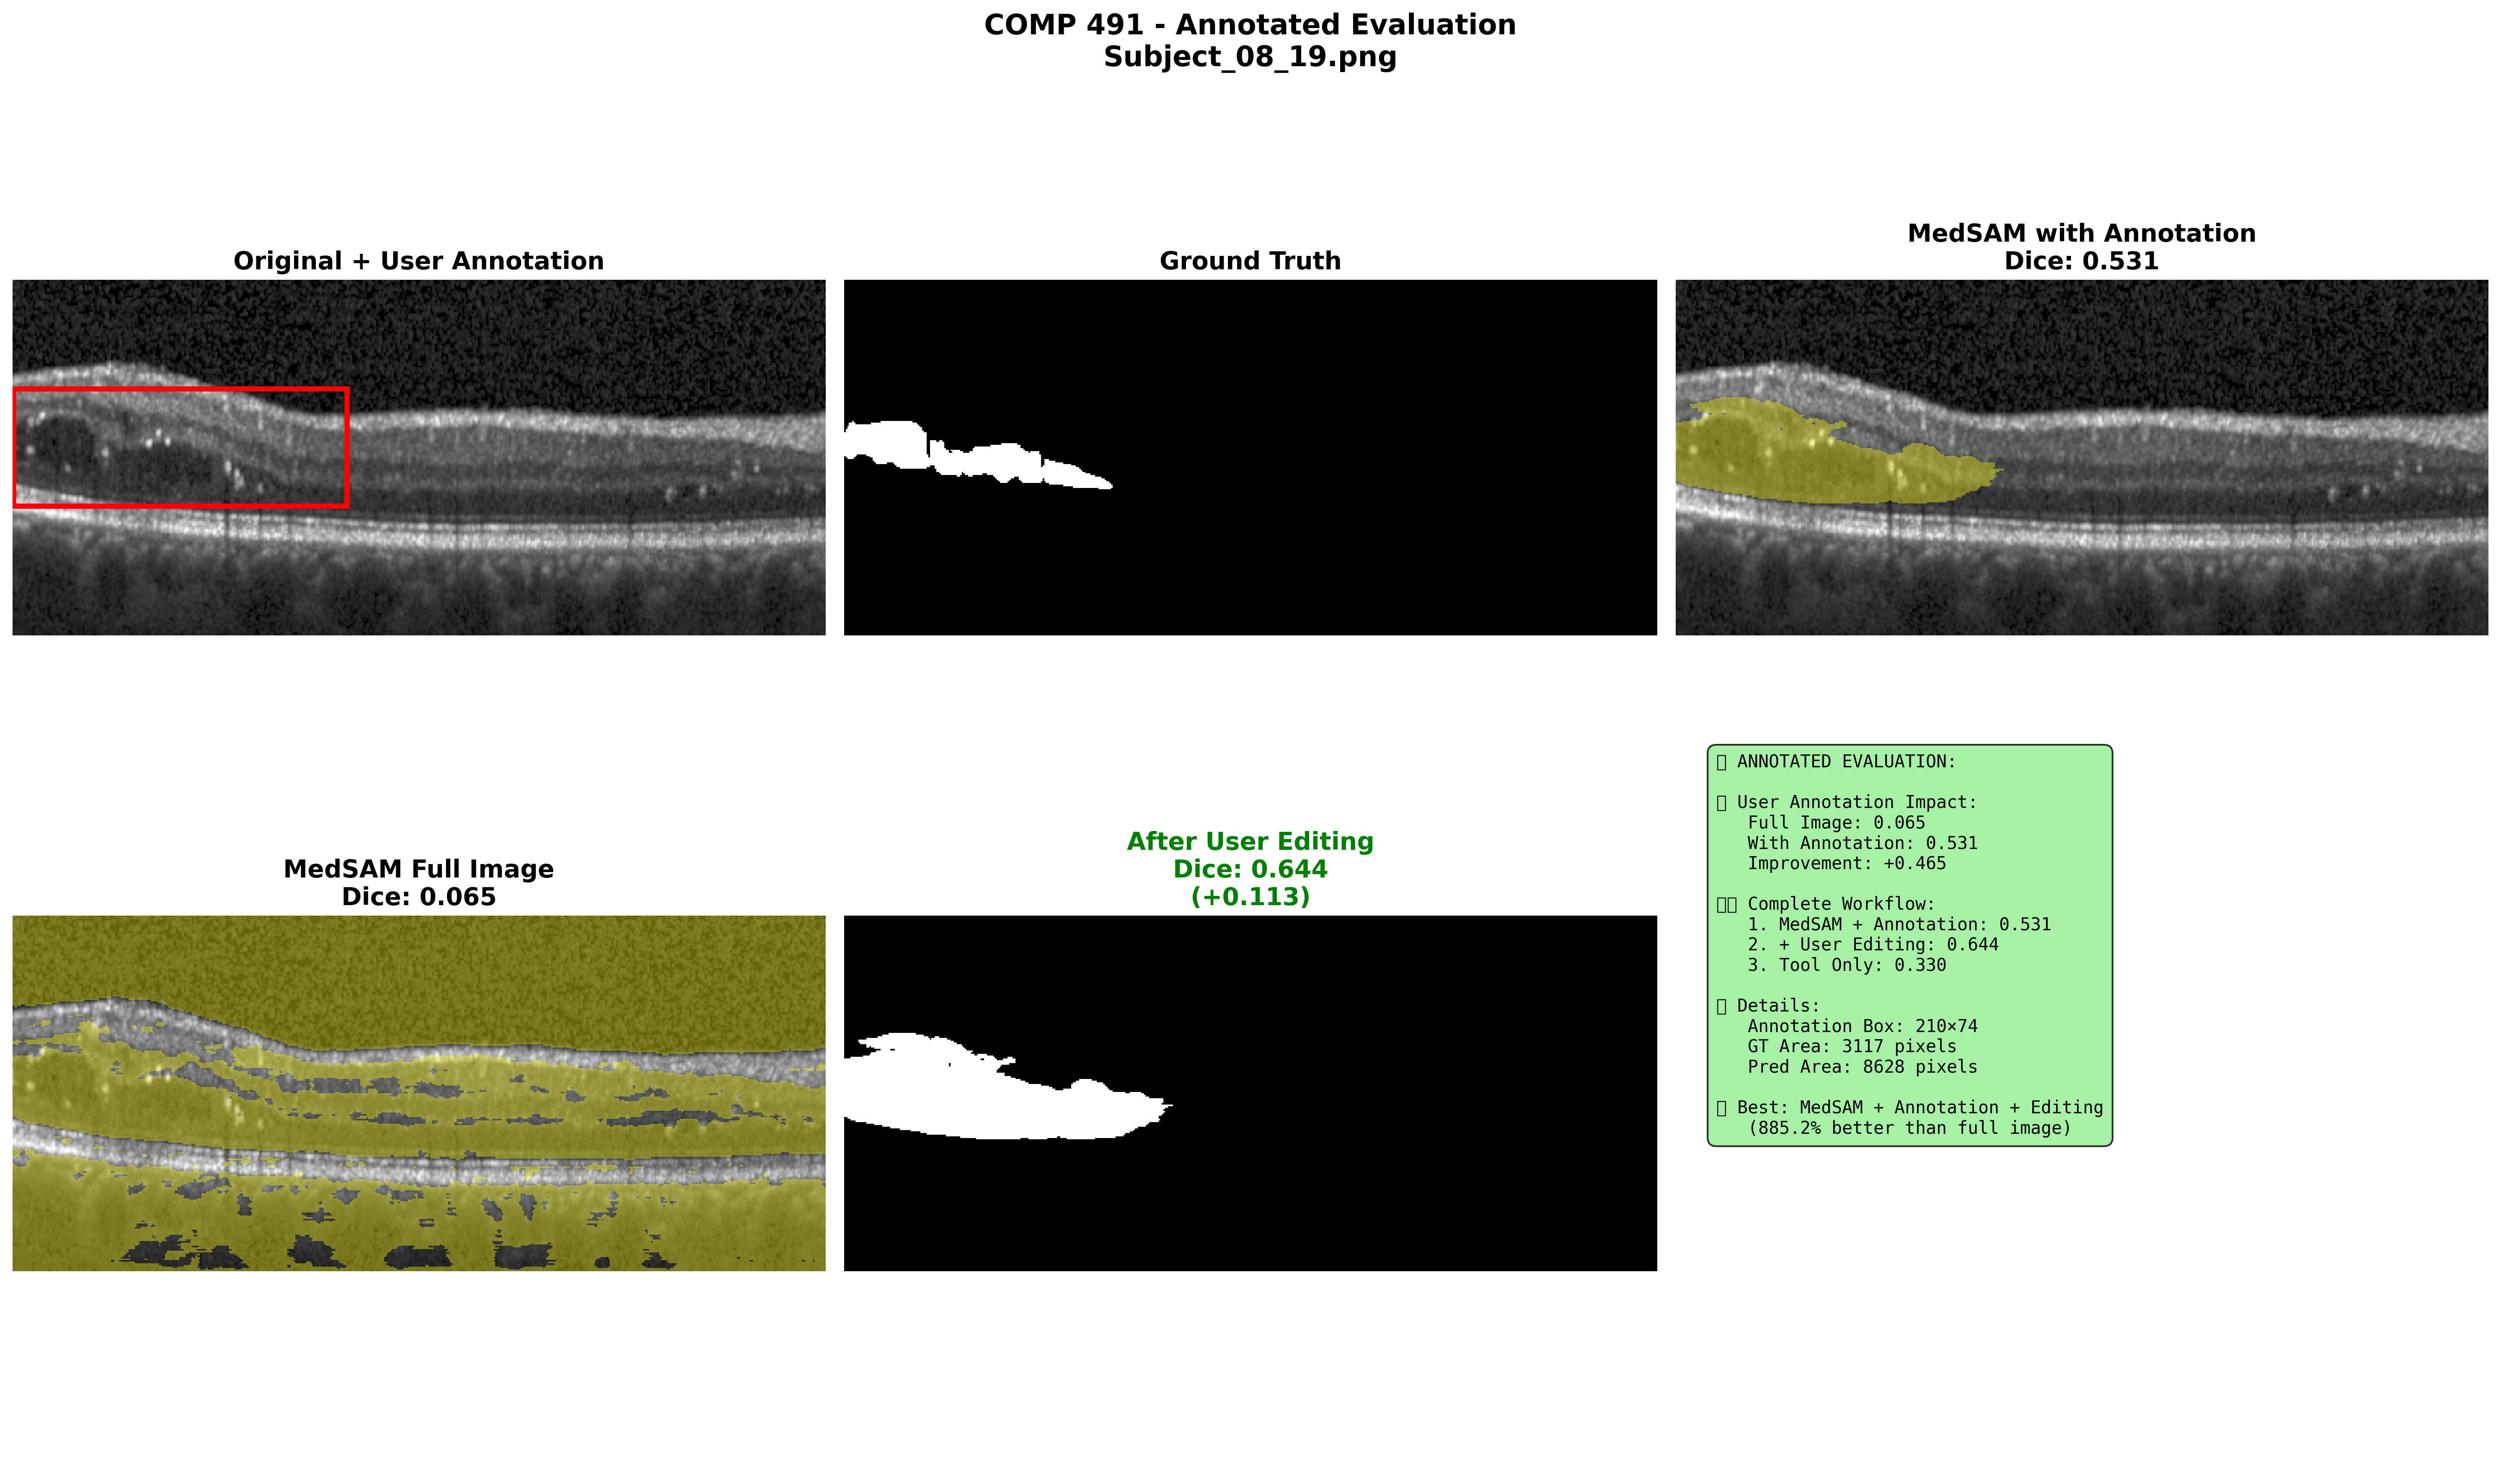 COMP 491 - Annotated Evaluation
Subject_08_19.png
Original + User Annotation
Ground Truth
MedSAM with Annotation
Dice: 0.531
MedSAM Full Image
Dice: 0.065
After User Editing
Dice: 0.644
(+0.113)
ANNOTATED EVALUATION:
User Annotation Impact:
Full Image: 0.065
With Annotation: 0.531
Improvement: +0.465
Complete Workflow:
1. MedSAM + Annotation: 0.531
2. + User Editing: 0.644
3. Tool Only: 0.330
Details:
Annotation Box: 210×74
GT Area: 3117 pixels
Pred Area: 8628 pixels
Best: MedSAM + Annotation + Editing
(885.2% better than full image)